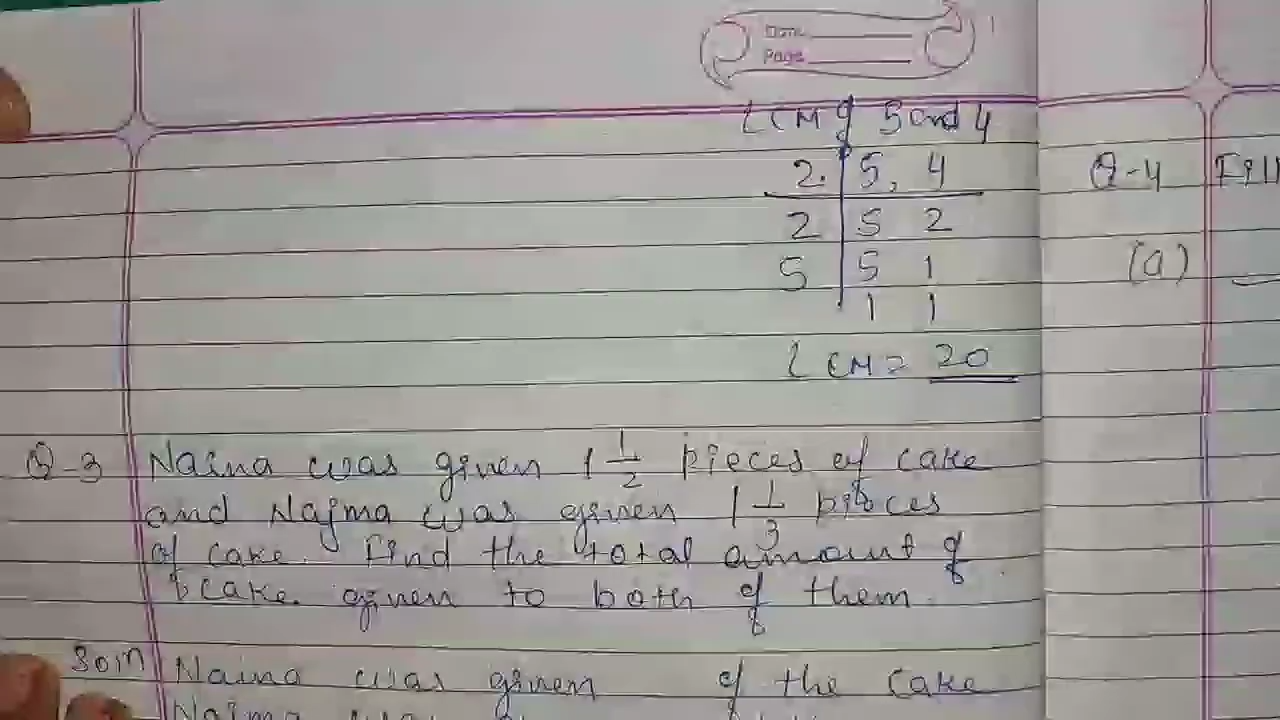 Date
Page
LCM of 5 and 4
2. 5, 4
2 5 2
5 5 1
1 1
LCM = 20
Q-3 Naina was given 1 1/2 pieces of cake
and Najma was given 1 1/3 pieces
of cake. Find the total amount of
cake given to both of them.
Soln Naina was given of the cake
Najma was
Q-4 Fill
(a)